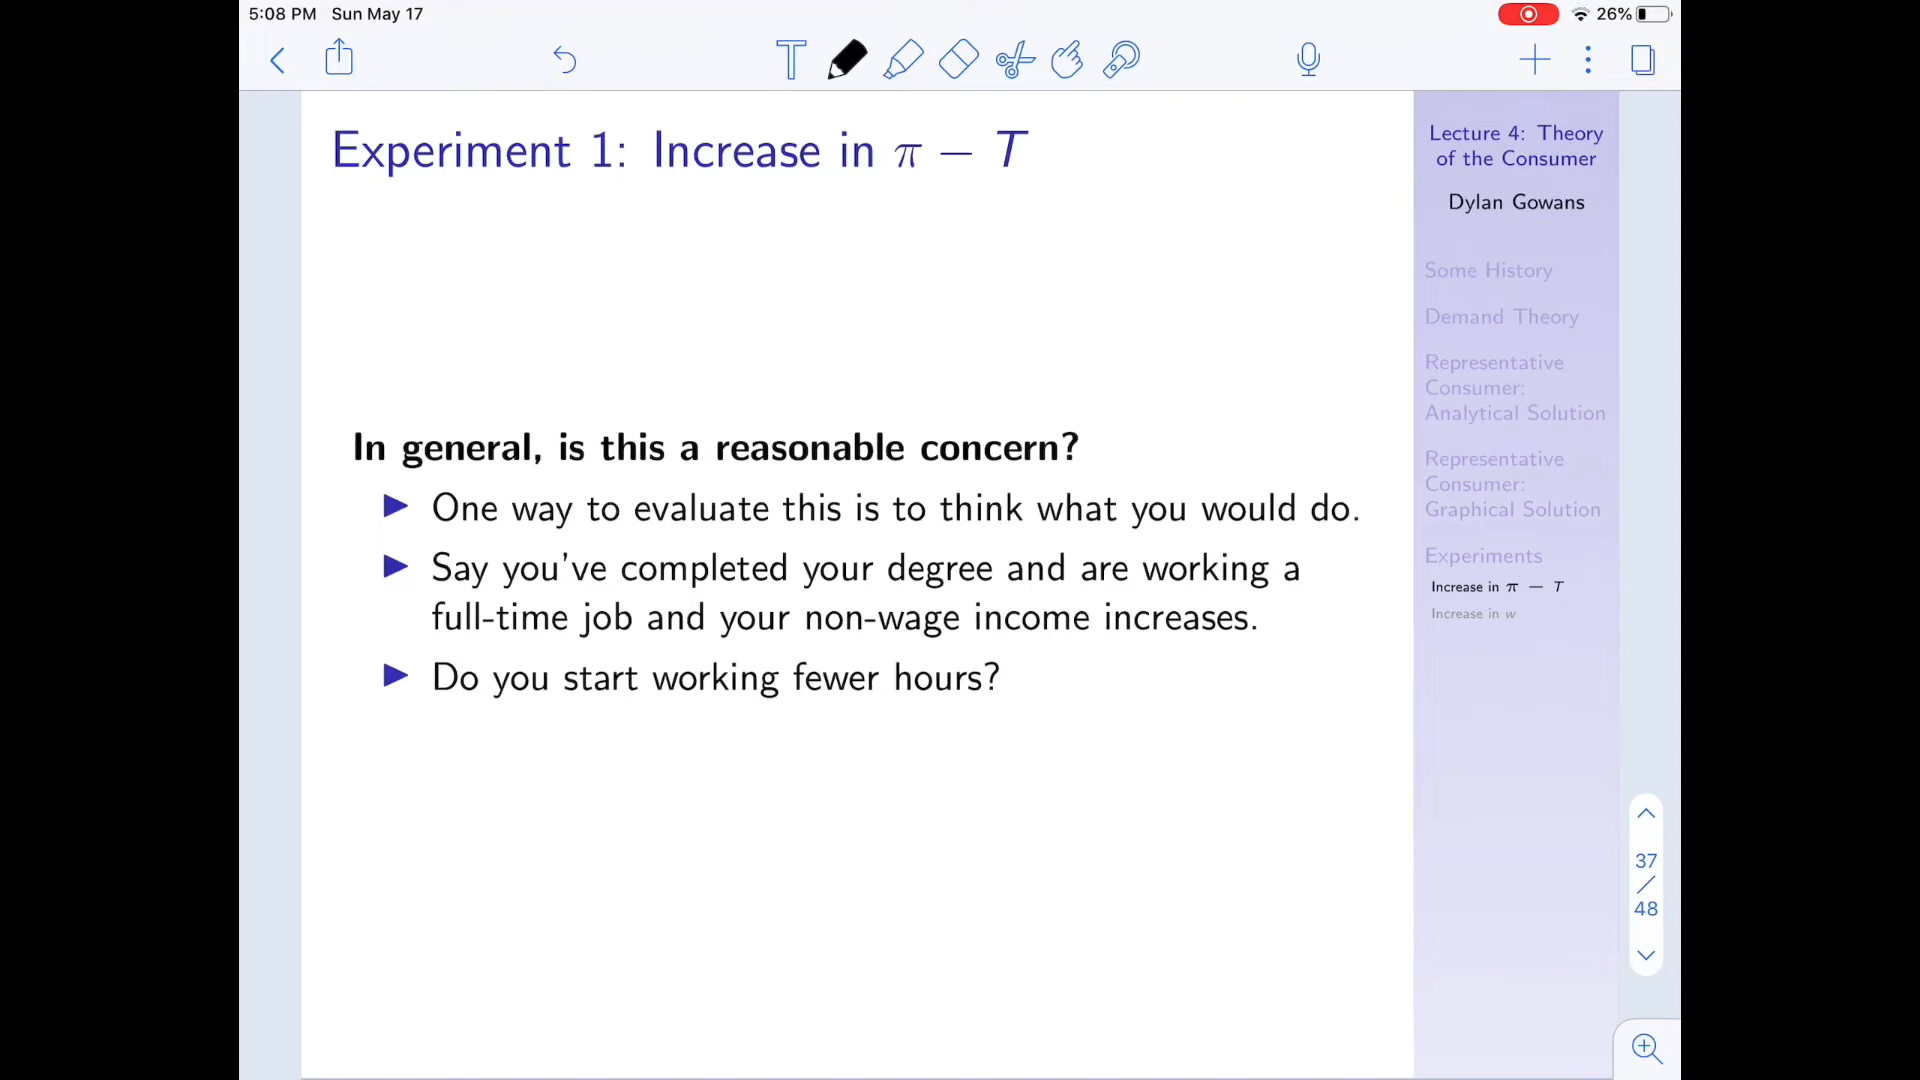 5:08 PM Sun May 17
26%
Experiment 1: Increase in π − T
In general, is this a reasonable concern?
One way to evaluate this is to think what you would do.
Say you've completed your degree and are working a
full-time job and your non-wage income increases.
Do you start working fewer hours?
Lecture 4: Theory
of the Consumer
Dylan Gowans
Some History
Demand Theory
Representative
Consumer:
Analytical Solution
Representative
Consumer:
Graphical Solution
Experiments
Increase in π − T
Increase in w
37
/
48